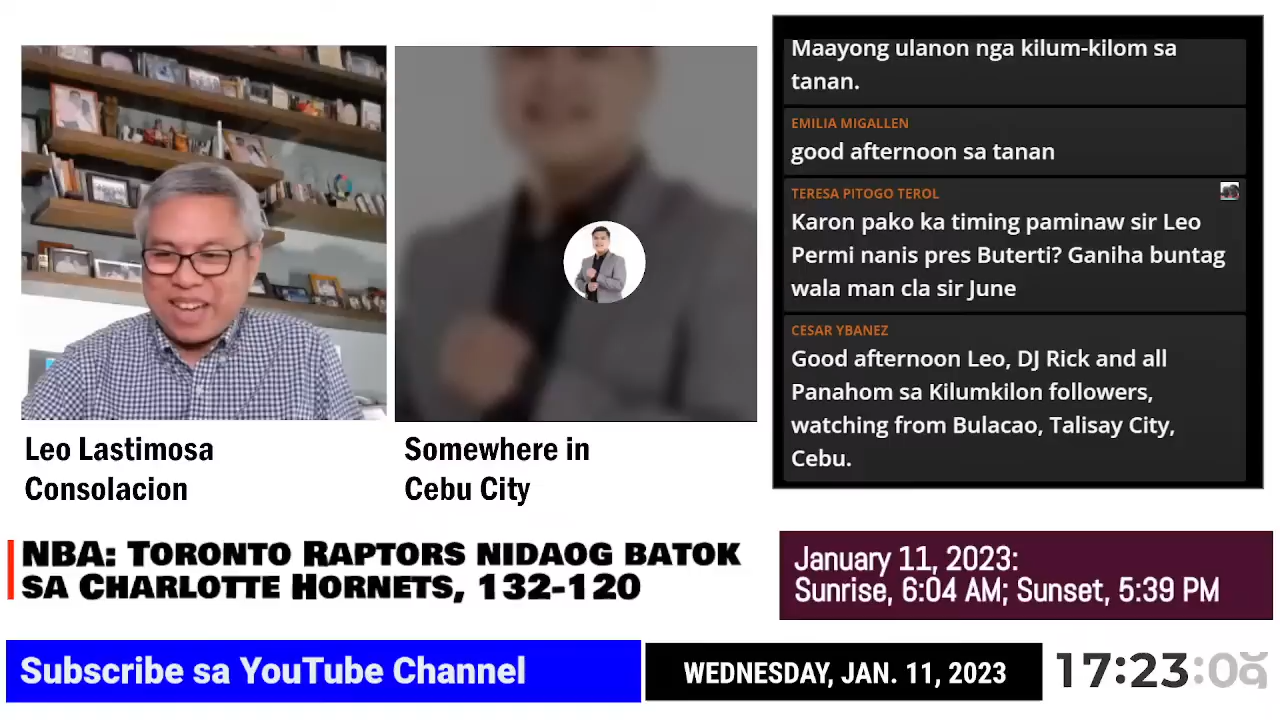 Maayong ulanon nga kilum-kilom sa
tanan.
EMILIA MIGALLEN
good afternoon sa tanan
TERESA PITOGO TEROL
Karon pako ka timing paminaw sir Leo
Permi nanis pres Buterti? Ganiha buntag
wala man cla sir June
CESAR YBANEZ
Good afternoon Leo, DJ Rick and all
Panahom sa Kilumkilon followers,
watching from Bulacao, Talisay City,
Cebu.
Leo Lastimosa
Consolacion
Somewhere in
Cebu City
NBA: TORONTO RAPTORS NIDAOG BATOK
SA CHARLOTTE HORNETS, 132-120
January 11, 2023:
Sunrise, 6:04 AM; Sunset, 5:39 PM
Subscribe sa YouTube Channel
WEDNESDAY, JAN. 11, 2023
17:23